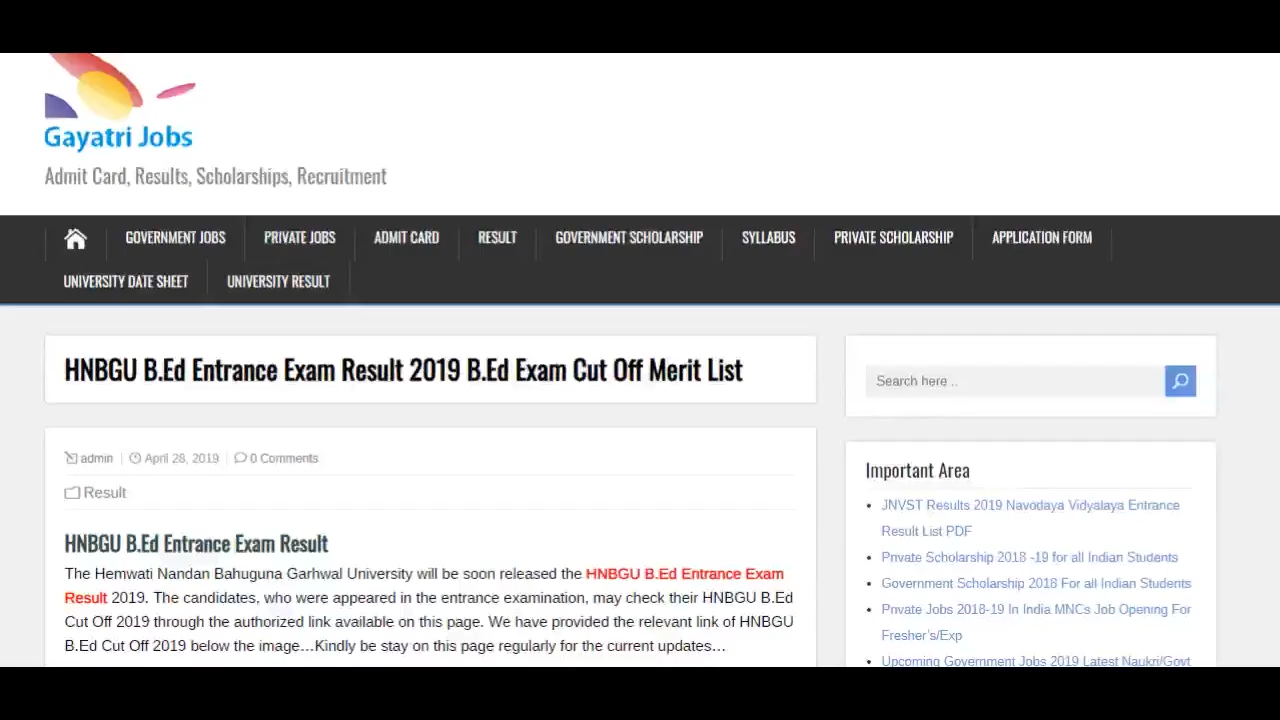 Gayatri Jobs
Admit Card, Results, Scholarships, Recruitment
GOVERNMENT JOBS PRIVATE JOBS ADMIT CARD RESULT GOVERNMENT SCHOLARSHIP SYLLABUS PRIVATE SCHOLARSHIP APPLICATION FORM
UNIVERSITY DATE SHEET UNIVERSITY RESULT
HNBGU B.Ed Entrance Exam Result 2019 B.Ed Exam Cut Off Merit List
admin April 28, 2019 0 Comments
Result
HNBGU B.Ed Entrance Exam Result
The Hemwati Nandan Bahuguna Garhwal University will be soon released the HNBGU B.Ed Entrance Exam
Result 2019. The candidates, who were appeared in the entrance examination, may check their HNBGU B.Ed
Cut Off 2019 through the authorized link available on this page. We have provided the relevant link of HNBGU
B.Ed Cut Off 2019 below the image…Kindly be stay on this page regularly for the current updates…
Search here ..
Important Area
JNVST Results 2019 Navodaya Vidyalaya Entrance
Result List PDF
Private Scholarship 2018 -19 for all Indian Students
Government Scholarship 2018 For all Indian Students
Private Jobs 2018-19 In India MNCs Job Opening For
Fresher's/Exp
Upcoming Government Jobs 2019 Latest Naukri/Govt